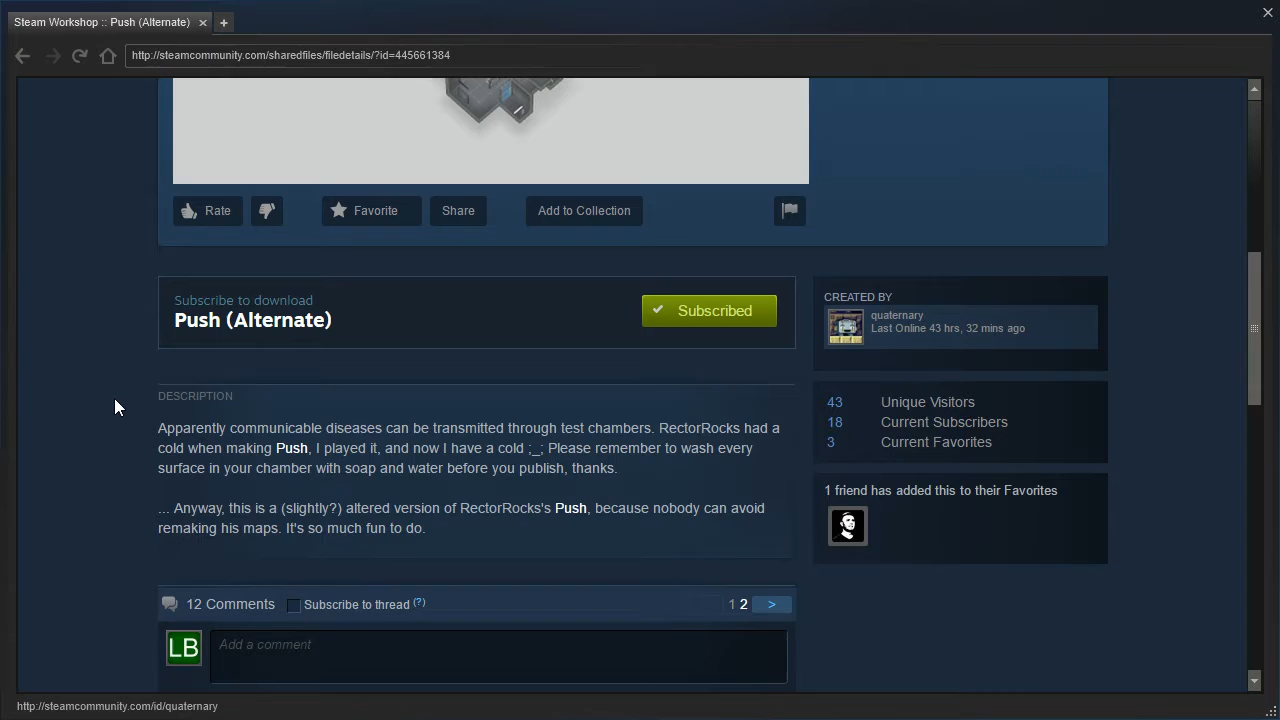 Steam Workshop :: Push (Alternate)
http://steamcommunity.com/sharedfiles/filedetails/?id=445661384
Rate
Favorite
Share
Add to Collection
Subscribe to download
Push (Alternate)
Subscribed
CREATED BY
quaternary
Last Online 43 hrs, 32 mins ago
DESCRIPTION
Apparently communicable diseases can be transmitted through test chambers. RectorRocks had a
cold when making Push, I played it, and now I have a cold ;_; Please remember to wash every
surface in your chamber with soap and water before you publish, thanks.
... Anyway, this is a (slightly?) altered version of RectorRocks's Push, because nobody can avoid
remaking his maps. It's so much fun to do.
43 Unique Visitors
18 Current Subscribers
3 Current Favorites
1 friend has added this to their Favorites
12 Comments
Subscribe to thread (?)
1 2 >
LB
Add a comment
http://steamcommunity.com/id/quaternary